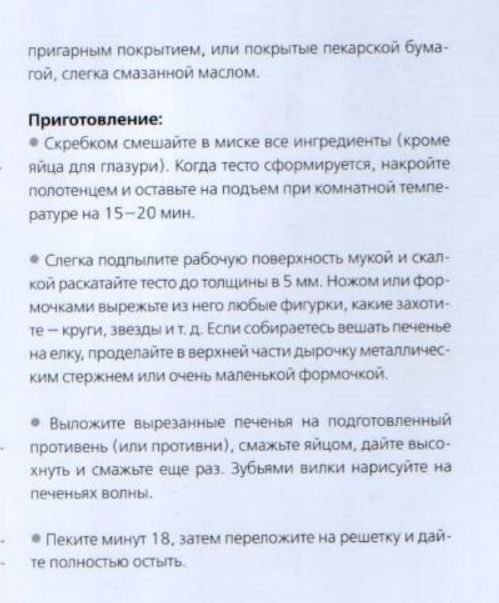 пригарным покрытием, или покрытые пекарской бума-
гой, слегка смазанной маслом.
Приготовление:
• Скребком смешайте в миске все ингредиенты (кроме
яйца для глазури). Когда тесто сформируется, накройте
полотенцем и оставьте на подъем при комнатной темпе-
ратуре на 15–20 мин.
• Слегка подпылите рабочую поверхность мукой и скал-
кой раскатайте тесто до толщины в 5 мм. Ножом или фор-
мочками вырежьте из него любые фигурки, какие захоти-
те – круги, звезды и т. д. Если собираетесь вешать печенье
на елку, проделайте в верхней части дырочку металличес-
ким стержнем или очень маленькой формочкой.
• Выложите вырезанные печенья на подготовленный
противень (или противни), смажьте яйцом, дайте высо-
хнуть и смажьте еще раз. Зубьями вилки нарисуйте на
печеньях волны.
• Пеките минут 18, затем переложите на решетку и дай-
те полностью остыть.